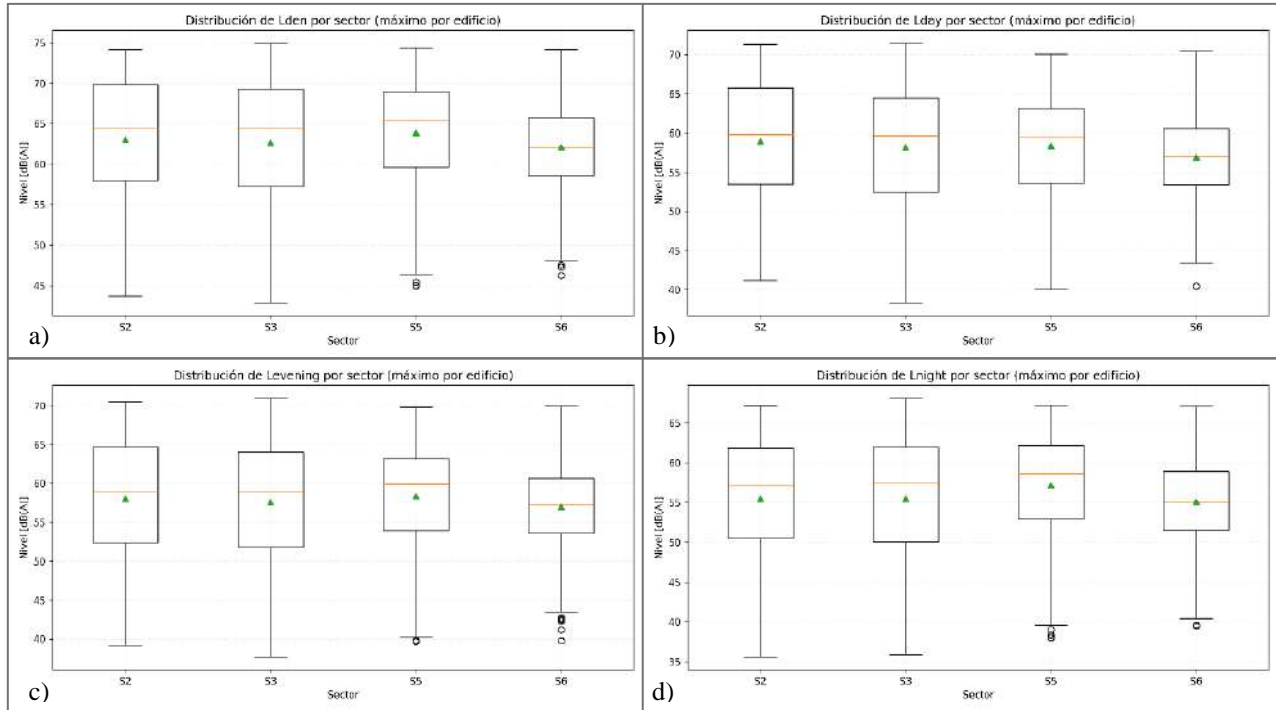 Distribución de Lden por sector (máximo por edificio)
Nivel [dB(A)]
75
70
65
60
55
50
45
S2 S3 S5 S6
Sector
a)
Distribución de Lday por sector (máximo por edificio)
Nivel [dB(A)]
70
65
60
55
50
45
40
S2 S3 S5 S6
Sector
b)
Distribución de Levening por sector (máximo por edificio)
Nivel [dB(A)]
70
65
60
55
50
45
40
S2 S3 S5 S6
Sector
c)
Distribución de Lnight por sector (máximo por edificio)
Nivel [dB(A)]
65
60
55
50
45
40
35
S2 S3 S5 S6
Sector
d)